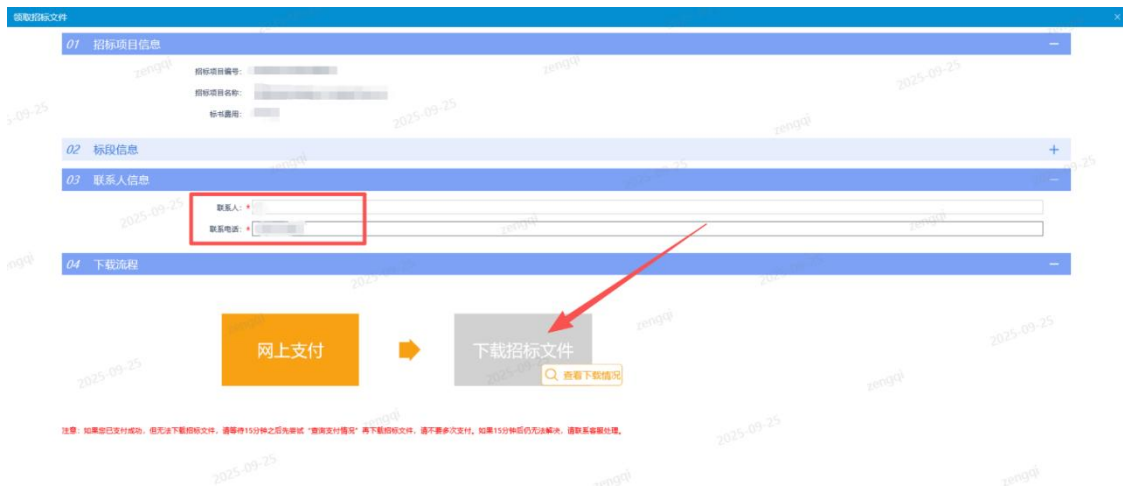 领取招标文件 ×
01 招标项目信息 −
招标项目编号:
招标项目名称:
标书费用:
02 标段信息 +
03 联系人信息 −
联系人: *
联系电话: *
04 下载流程 −
网上支付
下载招标文件
查看下载情况
注意：如果您已支付成功，但无法下载招标文件，请等待15分钟之后先尝试“查询支付情况”再下载招标文件，请不要多次支付。如果15分钟后仍无法解决，请联系客服处理。
zengqi
2025-09-25